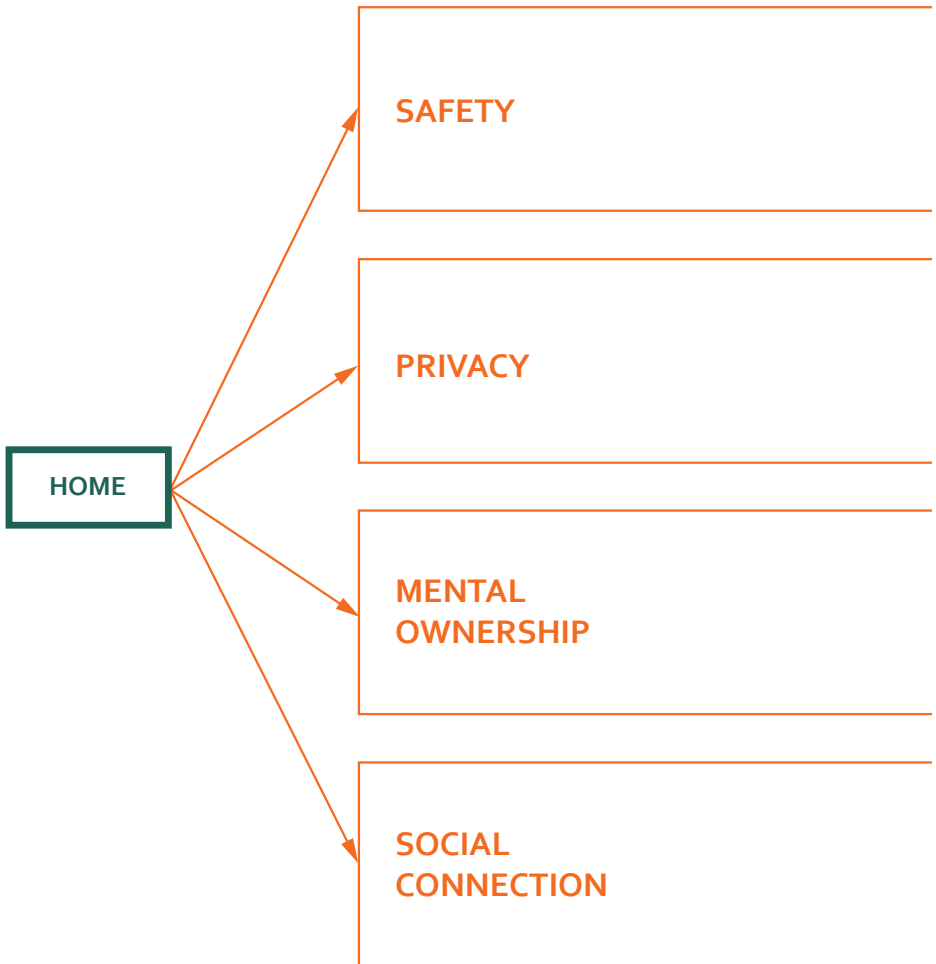 SAFETY
PRIVACY
HOME
MENTAL
OWNERSHIP
SOCIAL
CONNECTION